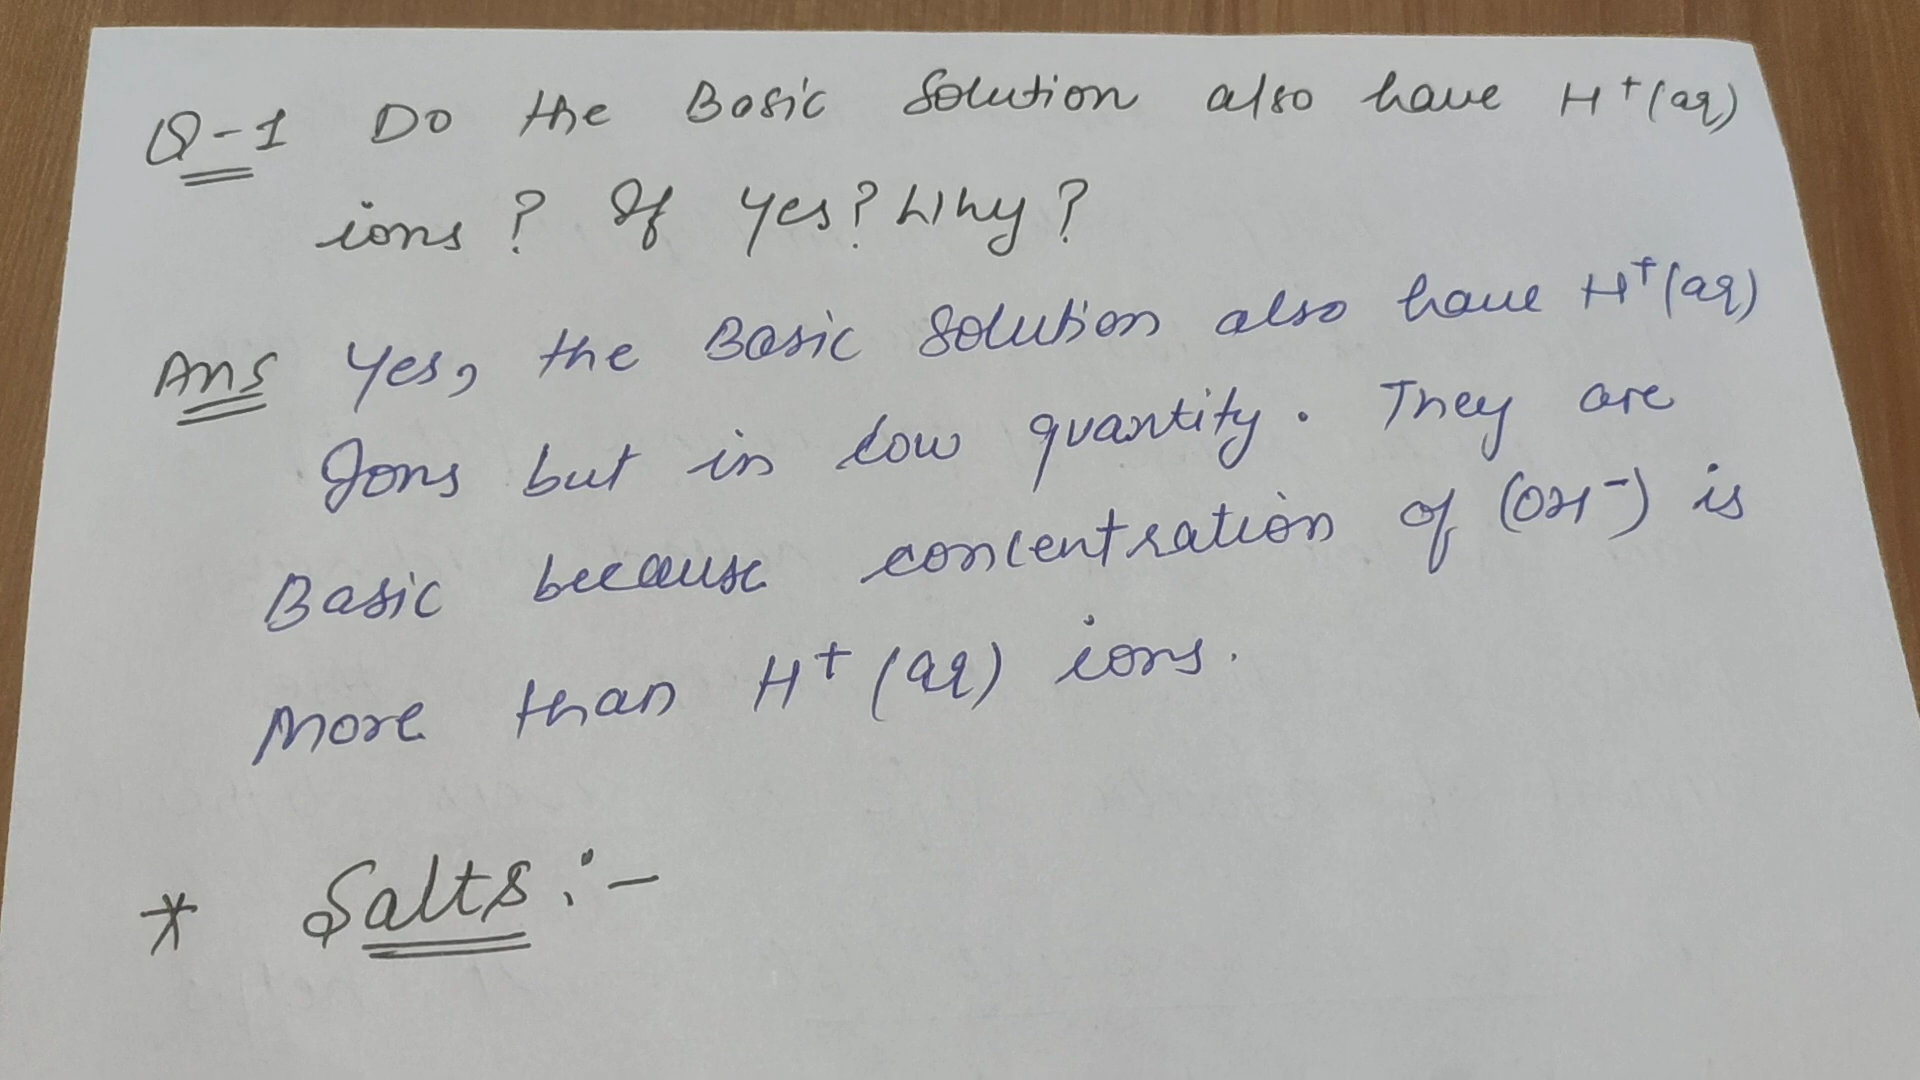 Q-1 Do the Basic Solution also have H⁺(aq)
ions? If Yes? Why?
Ans Yes, the Basic Solution also have H⁺(aq)
Ions but in low quantity. They are
Basic because concentration of (OH⁻) is
More than H⁺(aq) ions.
* Salts:-